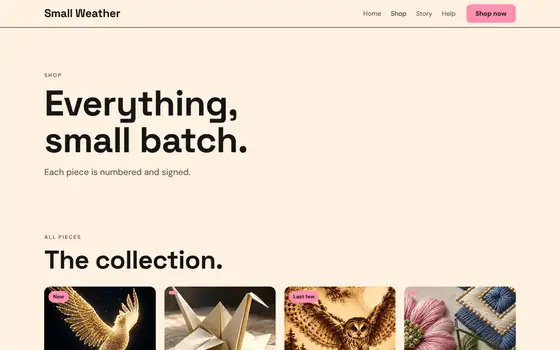 Small Weather
Home
Shop
Story
Help
Shop now
SHOP
Everything,
small batch.
Each piece is numbered and signed.
ALL PIECES
The collection.
New
Last few